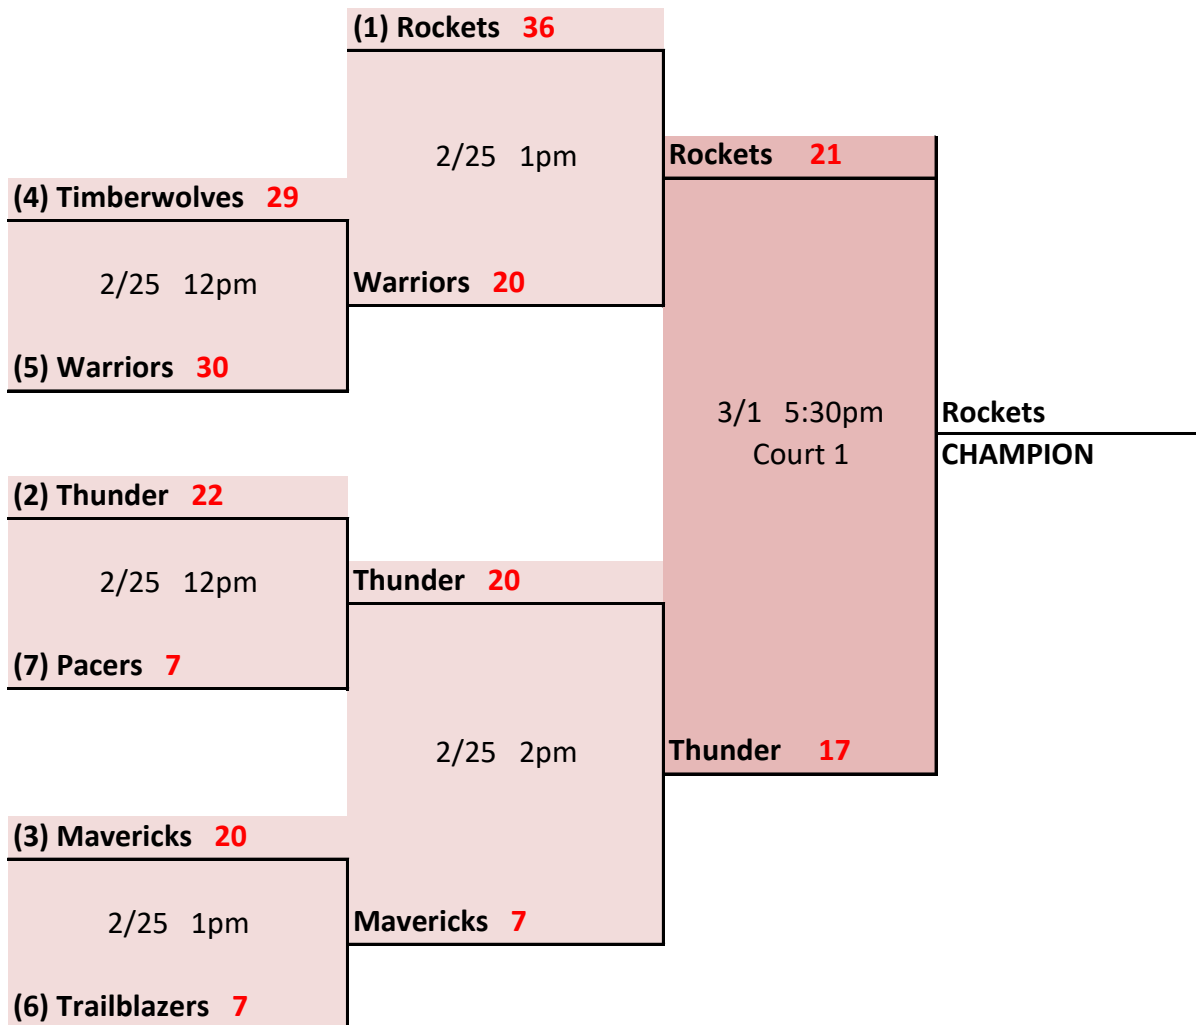 (1) Rockets 36
2/25 1pm
Rockets 21
(4) Timberwolves 29
2/25 12pm
Warriors 20
(5) Warriors 30
3/1 5:30pm
Court 1
Rockets
CHAMPION
(2) Thunder 22
2/25 12pm
Thunder 20
(7) Pacers 7
2/25 2pm
Thunder 17
(3) Mavericks 20
2/25 1pm
Mavericks 7
(6) Trailblazers 7